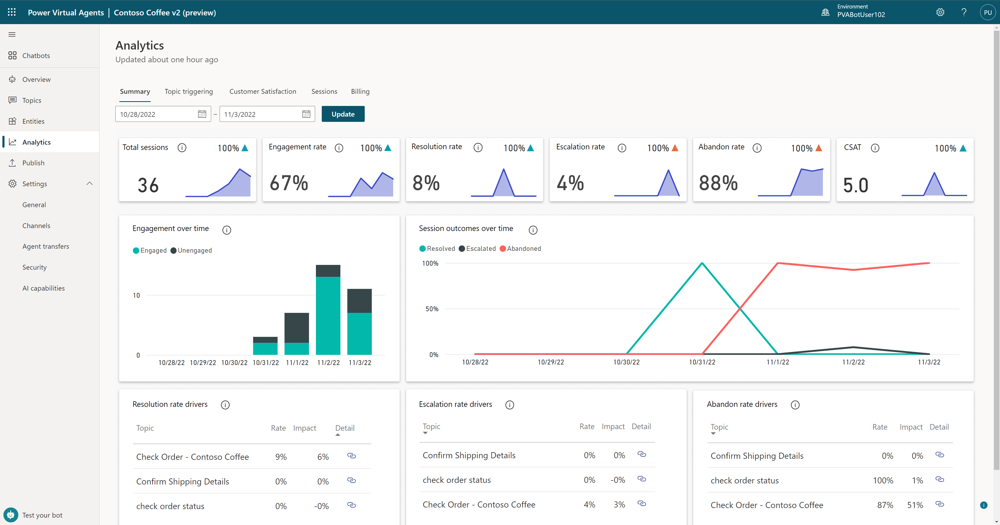 Power Virtual Agents | Contoso Coffee v2 (preview)
Environment
PVABotUser102
?
PU
Chatbots
Overview
Topics
Entities
Analytics
Publish
Settings
General
Channels
Agent transfers
Security
AI capabilities
Test your bot
Analytics
Updated about one hour ago
Summary Topic triggering Customer Satisfaction Sessions Billing
10/28/2022 – 11/3/2022 Update
Total sessions i 100%
36
Engagement rate i 100%
67%
Resolution rate i 100%
8%
Escalation rate i 100%
4%
Abandon rate i 100%
88%
CSAT i 100%
5.0
Engagement over time i
Engaged Unengaged
10
0
10/28/22 10/29/22 10/30/22 10/31/22 11/1/22 11/2/22 11/3/22
Session outcomes over time i
Resolved Escalated Abandoned
100%
50%
0%
10/28/22 10/29/22 10/30/22 10/31/22 11/1/22 11/2/22 11/3/22
Resolution rate drivers i
Topic Rate Impact Detail
Check Order - Contoso Coffee 9% 6%
Confirm Shipping Details 0% 0%
check order status 0% -0%
Escalation rate drivers i
Topic Rate Impact Detail
Confirm Shipping Details 0% 0%
check order status 0% -0%
Check Order - Contoso Coffee 4% 3%
Abandon rate drivers i
Topic Rate Impact Detail
Confirm Shipping Details 0% 0%
check order status 100% 1%
Check Order - Contoso Coffee 87% 51%
i